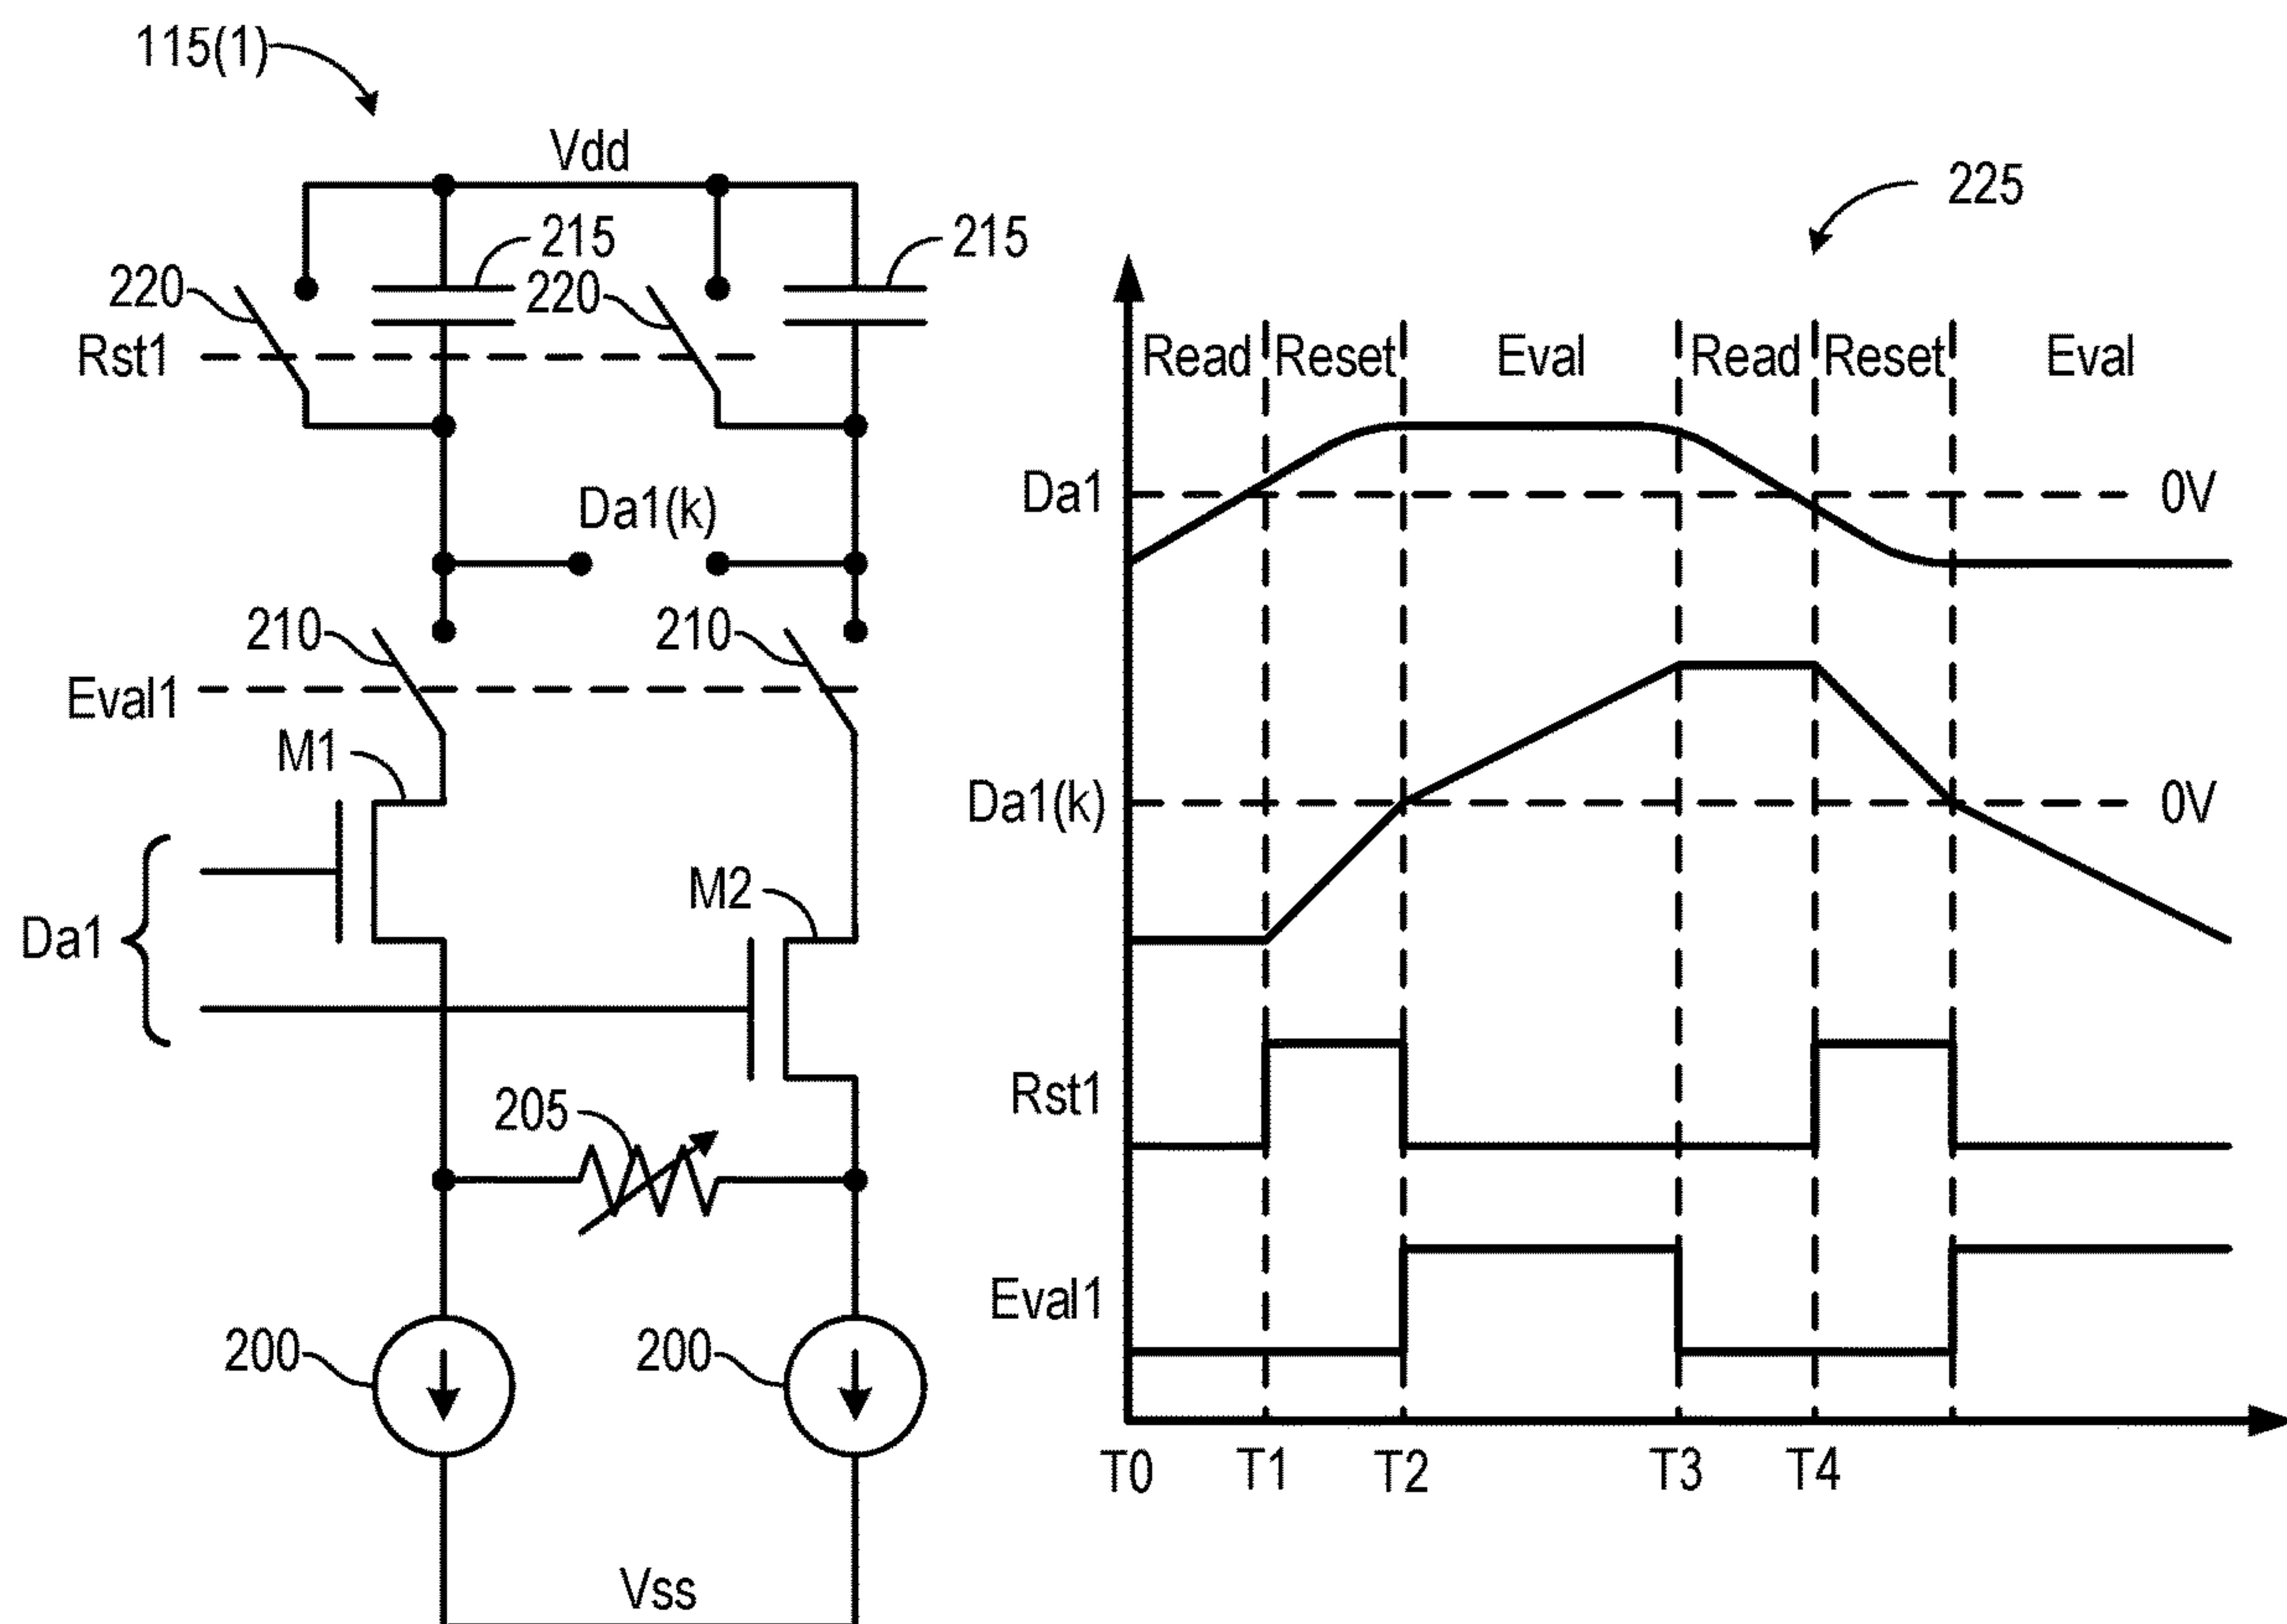 115(1)
Vdd
215
215
220
220
Rst1
Da1(k)
210
210
Eval1
M1
M2
Da1
205
200
200
Vss
225
Read Reset Eval Read Reset Eval
Da1 0V
Da1(k) 0V
Rst1
Eval1
T0 T1 T2 T3 T4